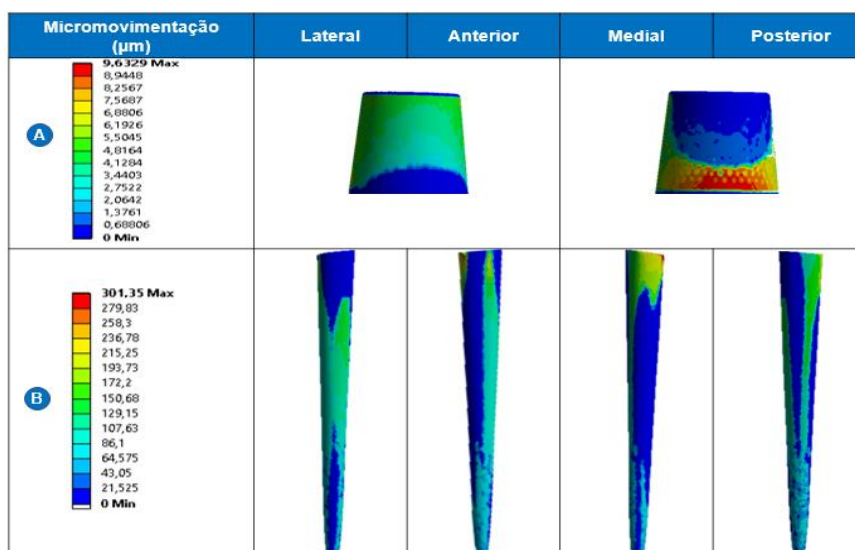 Micromovimentação (µm)
Lateral
Anterior
Medial
Posterior
A
9,6329 Max
8,9448
8,2567
7,5687
6,8806
6,1926
5,5045
4,8164
4,1284
3,4403
2,7522
2,0642
1,3761
0,68806
0 Min
B
301,35 Max
279,83
258,3
236,78
215,25
193,73
172,2
150,68
129,15
107,63
86,1
64,575
43,05
21,525
0 Min